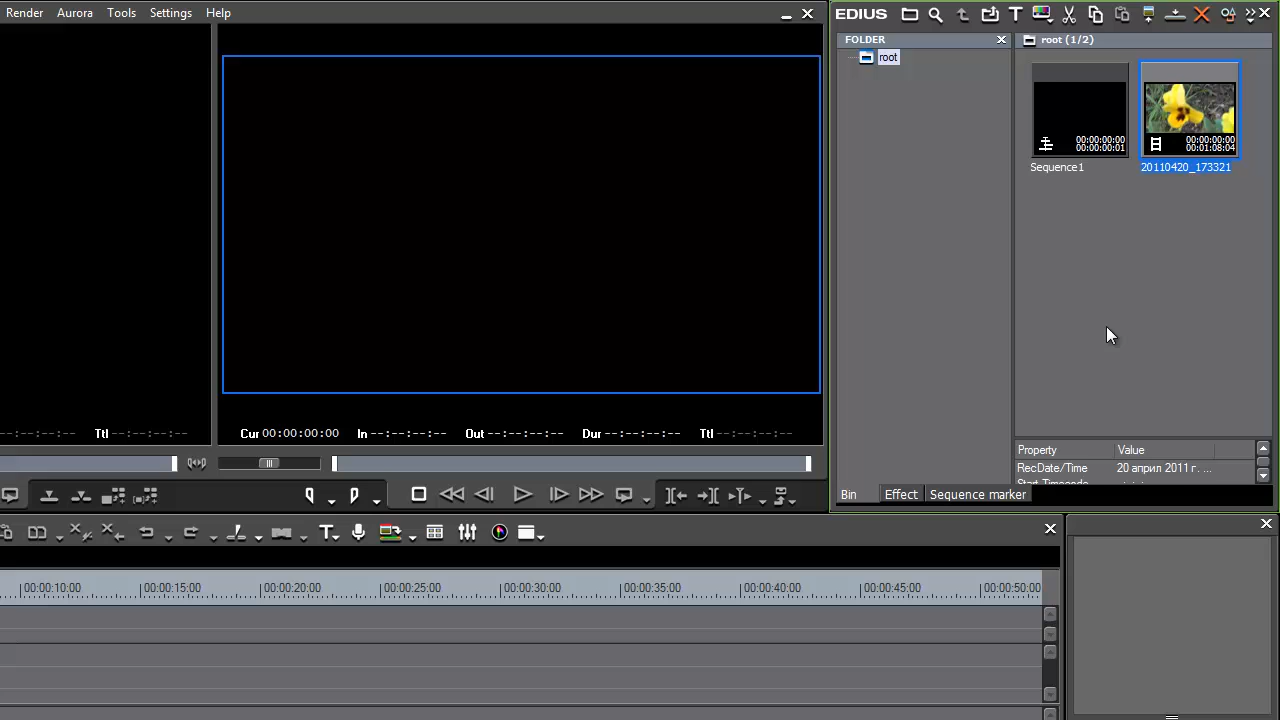 Render Aurora Tools Settings Help
EDIUS
FOLDER
root
root (1/2)
00:00:00:00
00:00:00:01
Sequence1
00:00:00:00
00:01:08:04
20110420_173321
Property Value
RecDate/Time 20 април 2011 г. ...
Start Timecode
Bin Effect Sequence marker
--:--:--:-- Ttl --:--:--:--
Cur 00:00:00:00 In --:--:--:-- Out --:--:--:-- Dur --:--:--:-- Ttl --:--:--:--
00:00:10:00 00:00:15:00 00:00:20:00 00:00:25:00 00:00:30:00 00:00:35:00 00:00:40:00 00:00:45:00 00:00:50:00